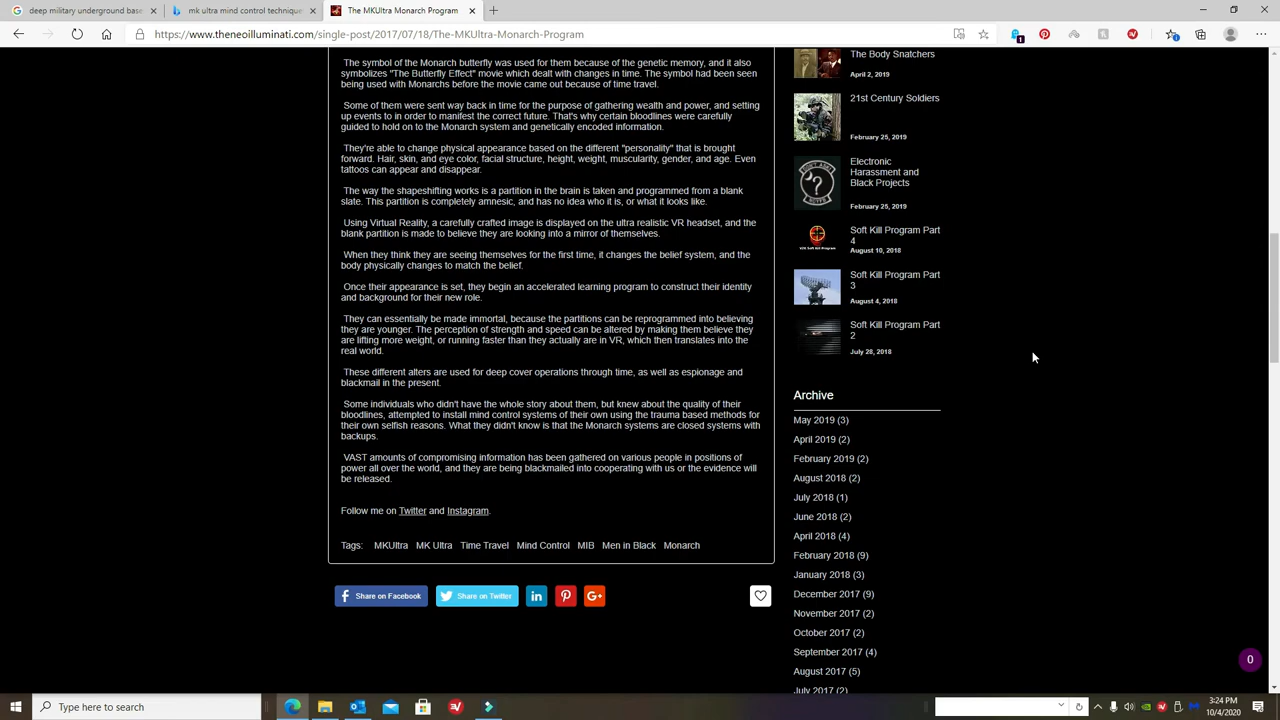 deep military underground base
mk ultra mind control technique
The MKUltra Monarch Program
https://www.theneoilluminati.com/single-post/2017/07/18/The-MKUltra-Monarch-Program
1
The symbol of the Monarch butterfly was used for them because of the genetic memory, and it also
symbolizes "The Butterfly Effect" movie which dealt with changes in time. The symbol had been seen
being used with Monarchs before the movie came out because of time travel.
Some of them were sent way back in time for the purpose of gathering wealth and power, and setting
up events to in order to manifest the correct future. That's why certain bloodlines were carefully
guided to hold on to the Monarch system and genetically encoded information.
They're able to change physical appearance based on the different "personality" that is brought
forward. Hair, skin, and eye color, facial structure, height, weight, muscularity, gender, and age. Even
tattoos can appear and disappear.
The way the shapeshifting works is a partition in the brain is taken and programmed from a blank
slate. This partition is completely amnesic, and has no idea who it is, or what it looks like.
Using Virtual Reality, a carefully crafted image is displayed on the ultra realistic VR headset, and the
blank partition is made to believe they are looking into a mirror of themselves.
When they think they are seeing themselves for the first time, it changes the belief system, and the
body physically changes to match the belief.
Once their appearance is set, they begin an accelerated learning program to construct their identity
and background for their new role.
They can essentially be made immortal, because the partitions can be reprogrammed into believing
they are younger. The perception of strength and speed can be altered by making them believe they
are lifting more weight, or running faster than they actually are in VR, which then translates into the
real world.
These different alters are used for deep cover operations through time, as well as espionage and
blackmail in the present.
Some individuals who didn't have the whole story about them, but knew about the quality of their
bloodlines, attempted to install mind control systems of their own using the trauma based methods for
their own selfish reasons. What they didn't know is that the Monarch systems are closed systems with
backups.
VAST amounts of compromising information has been gathered on various people in positions of
power all over the world, and they are being blackmailed into cooperating with us or the evidence will
be released.
Follow me on Twitter and Instagram.
Tags: MKUltra MK Ultra Time Travel Mind Control MIB Men in Black Monarch
Share on Facebook
Share on Twitter
The Body Snatchers
April 2, 2019
21st Century Soldiers
February 25, 2019
Electronic
Harassment and
Black Projects
February 25, 2019
Soft Kill Program Part
4
August 10, 2018
Soft Kill Program Part
3
August 4, 2018
Soft Kill Program Part
2
July 28, 2018
Archive
May 2019 (3)
April 2019 (2)
February 2019 (2)
August 2018 (2)
July 2018 (1)
June 2018 (2)
April 2018 (4)
February 2018 (9)
January 2018 (3)
December 2017 (9)
November 2017 (2)
October 2017 (2)
September 2017 (4)
August 2017 (5)
July 2017 (2)
0
Type here to search
3:24 PM
10/4/2020